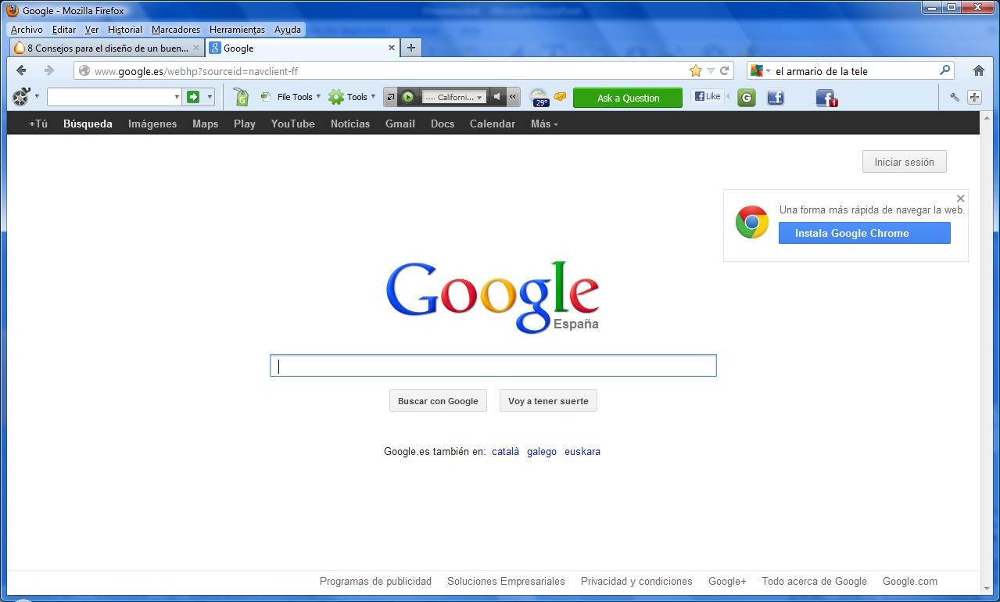 Google - Mozilla Firefox
Archivo Editar Ver Historial Marcadores Herramientas Ayuda
8 Consejos para el diseño de un buen... Google
www.google.es/webhp?sourceid=navclient-ff el armario de la tele
File Tools Tools ..... Californi... 29° Ask a Question Like G f 1
+Tú Búsqueda Imágenes Maps Play YouTube Noticias Gmail Docs Calendar Más
Iniciar sesión
Una forma más rápida de navegar la web.
Instala Google Chrome
Google
España
Buscar con Google Voy a tener suerte
Google.es también en: català galego euskara
Programas de publicidad Soluciones Empresariales Privacidad y condiciones Google+ Todo acerca de Google Google.com